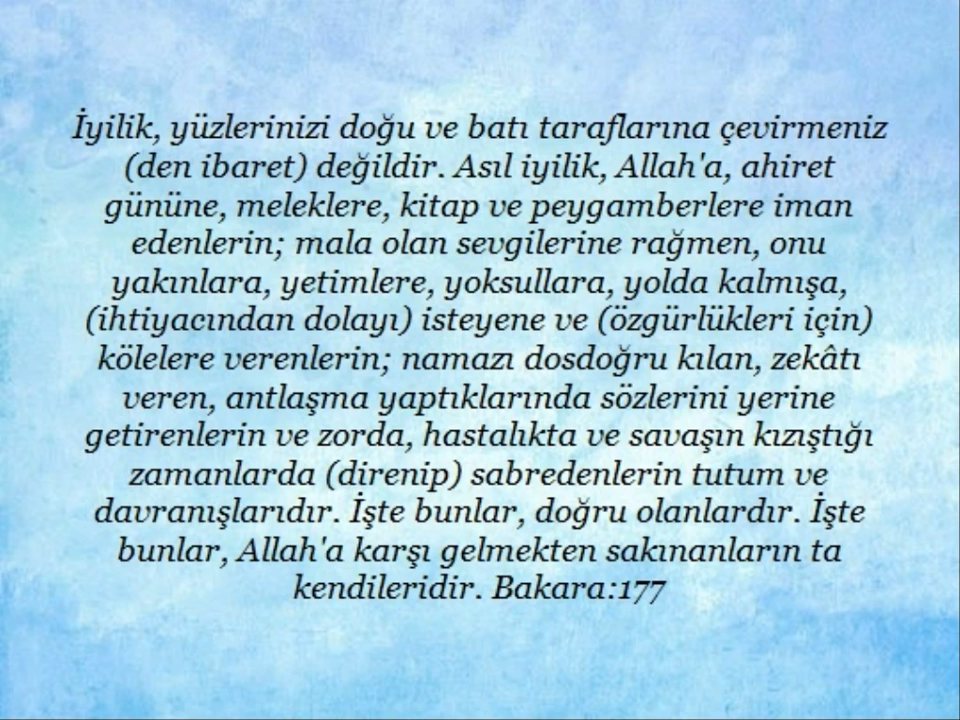 İyilik, yüzlerinizi doğu ve batı taraflarına çevirmeniz
(den ibaret) değildir. Asıl iyilik, Allah'a, ahiret
gününe, meleklere, kitap ve peygamberlere iman
edenlerin; mala olan sevgilerine rağmen, onu
yakınlara, yetimlere, yoksullara, yolda kalmışa,
(ihtiyacından dolayı) isteyene ve (özgürlükleri için)
kölelere verenlerin; namazı dosdoğru kılan, zekâtı
veren, antlaşma yaptıklarında sözlerini yerine
getirenlerin ve zorda, hastalıkta ve savaşın kızıştığı
zamanlarda (direnip) sabredenlerin tutum ve
davranışlarıdır. İşte bunlar, doğru olanlardır. İşte
bunlar, Allah'a karşı gelmekten sakınanların ta
kendileridir. Bakara:177